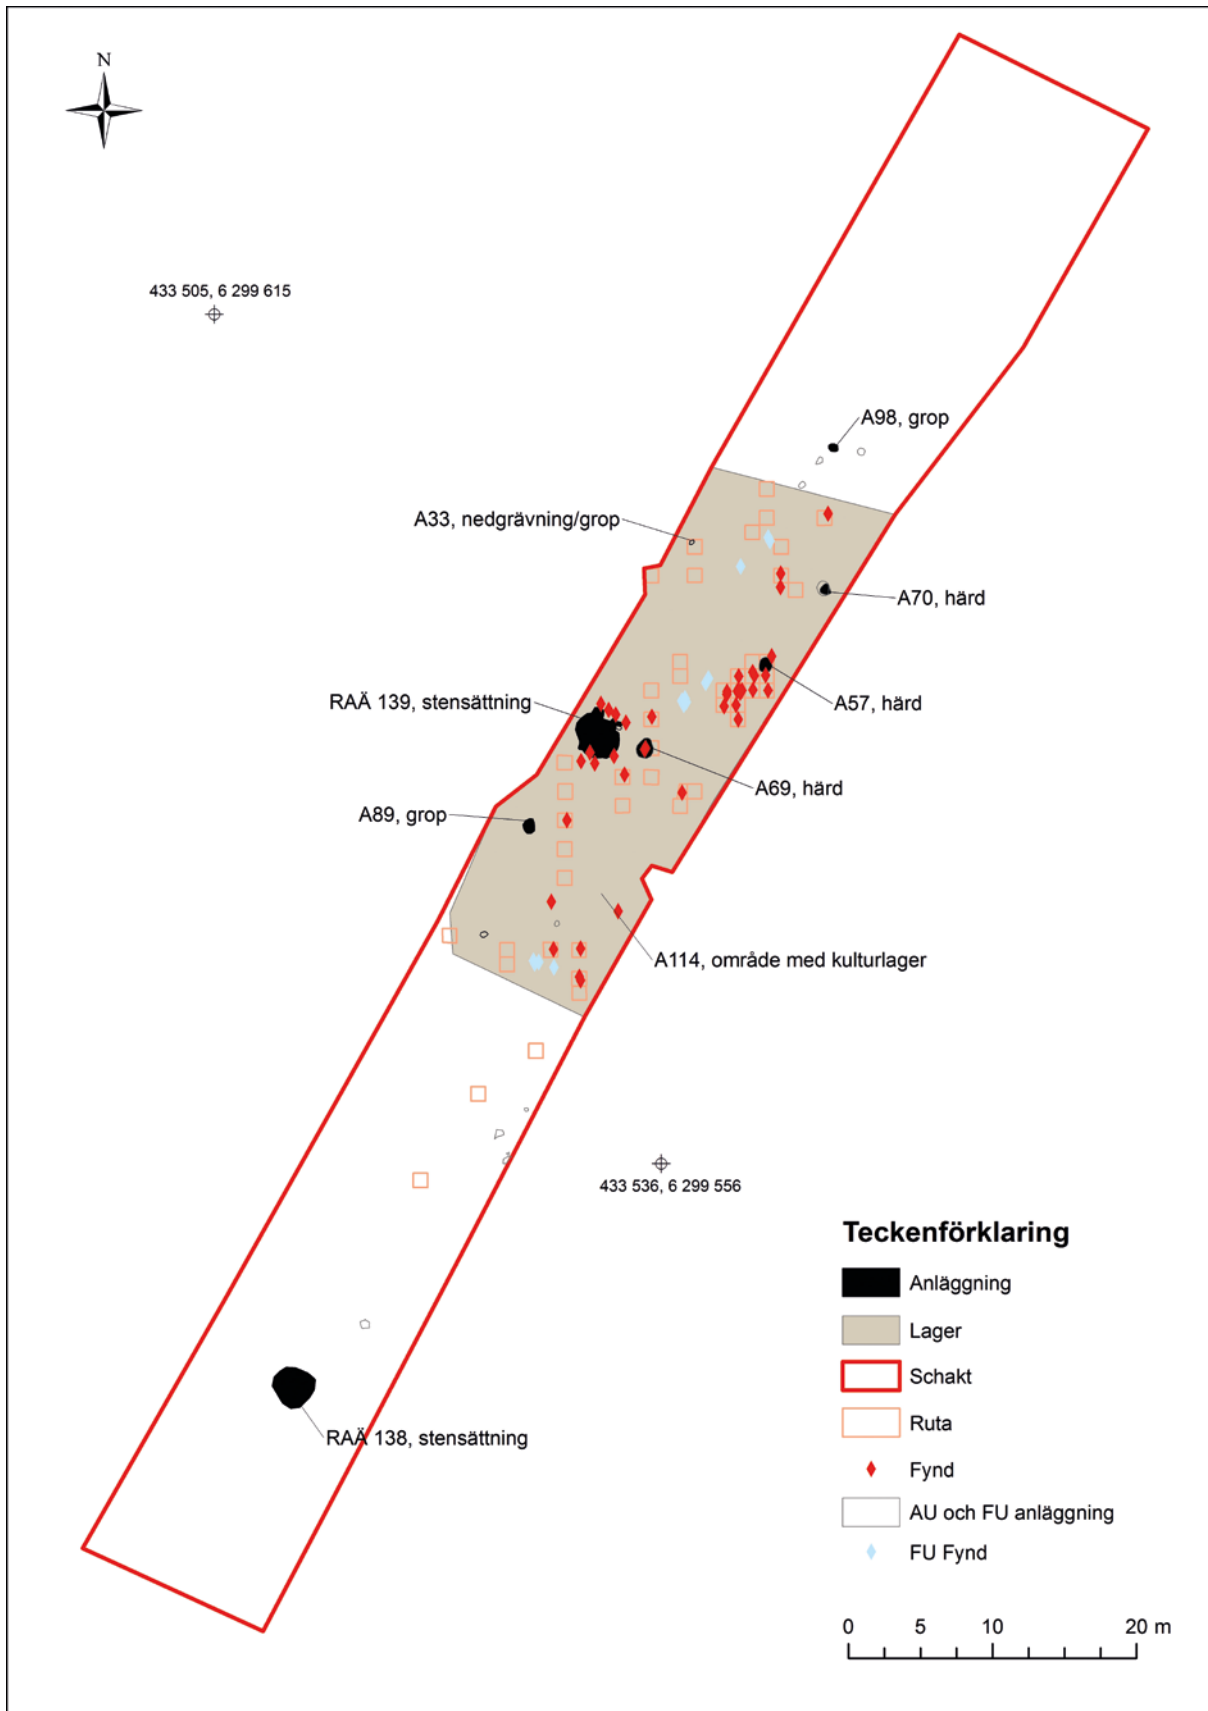 N
433 505, 6 299 615
A98, grop
A33, nedgrävning/grop
A70, härd
RAÄ 139, stensättning
A57, härd
A69, härd
A89, grop
A114, område med kulturlager
433 536, 6 299 556
RAÄ 138, stensättning
Teckenförklaring
Anläggning
Lager
Schakt
Ruta
Fynd
AU och FU anläggning
FU Fynd
0 5 10 20 m